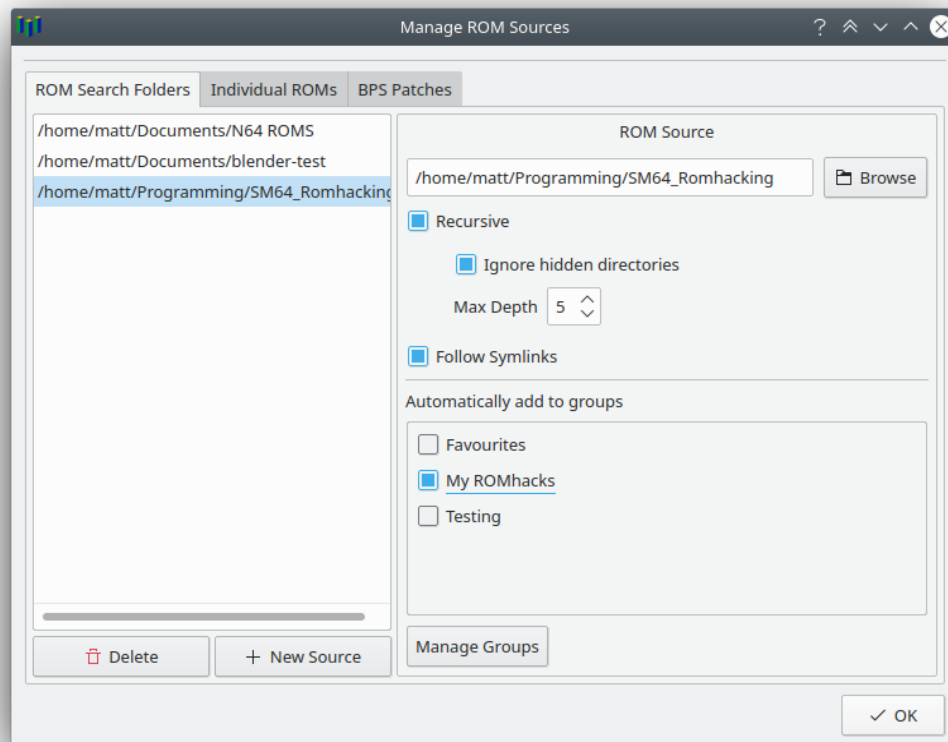 Manage ROM Sources
ROM Search Folders Individual ROMs BPS Patches
/home/matt/Documents/N64 ROMS
/home/matt/Documents/blender-test
/home/matt/Programming/SM64_Romhacking
ROM Source
/home/matt/Programming/SM64_Romhacking
Browse
Recursive
Ignore hidden directories
Max Depth 5
Follow Symlinks
Automatically add to groups
Favourites
My ROMhacks
Testing
Manage Groups
Delete
New Source
OK